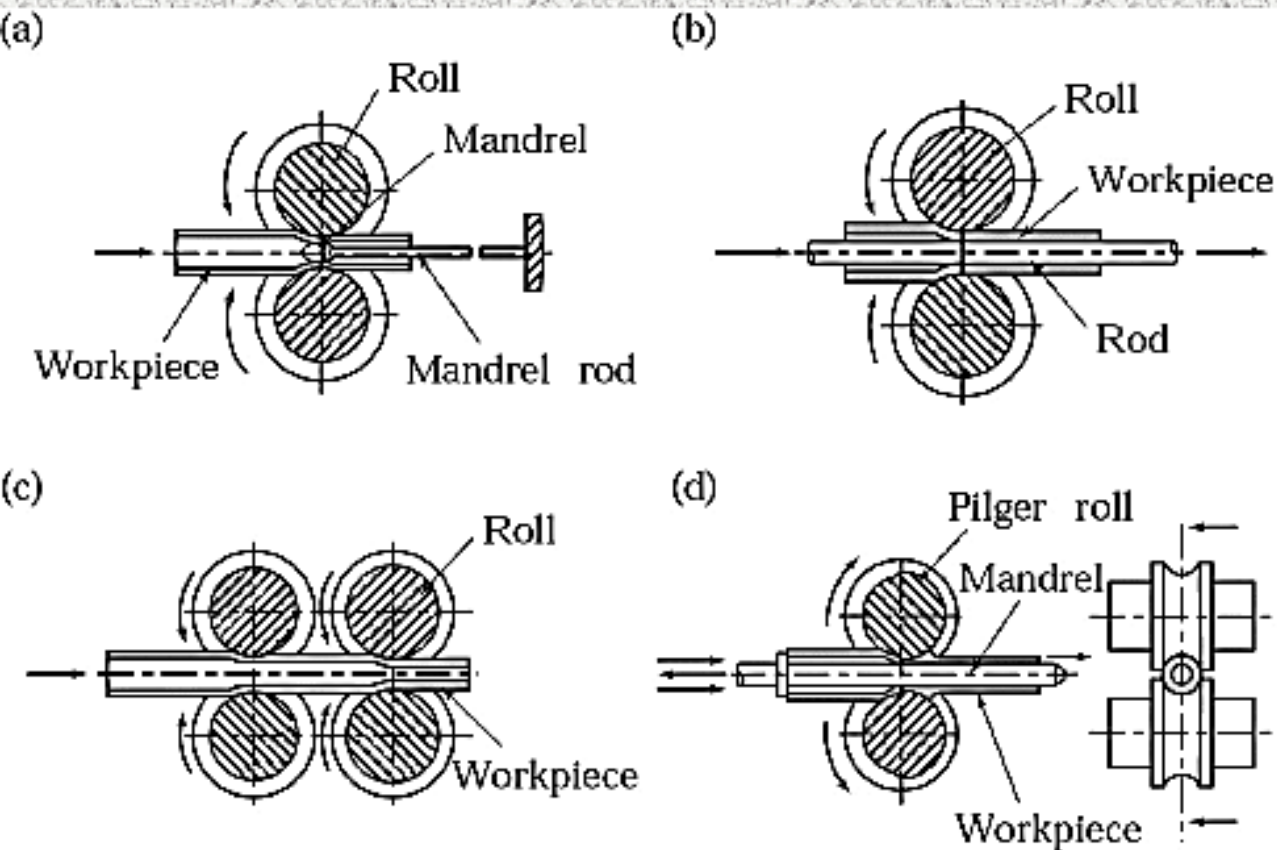 (a)
Roll
Mandrel
Workpiece
Mandrel rod
(b)
Roll
Workpiece
Rod
(c)
Roll
Workpiece
(d)
Pilger roll
Mandrel
Workpiece